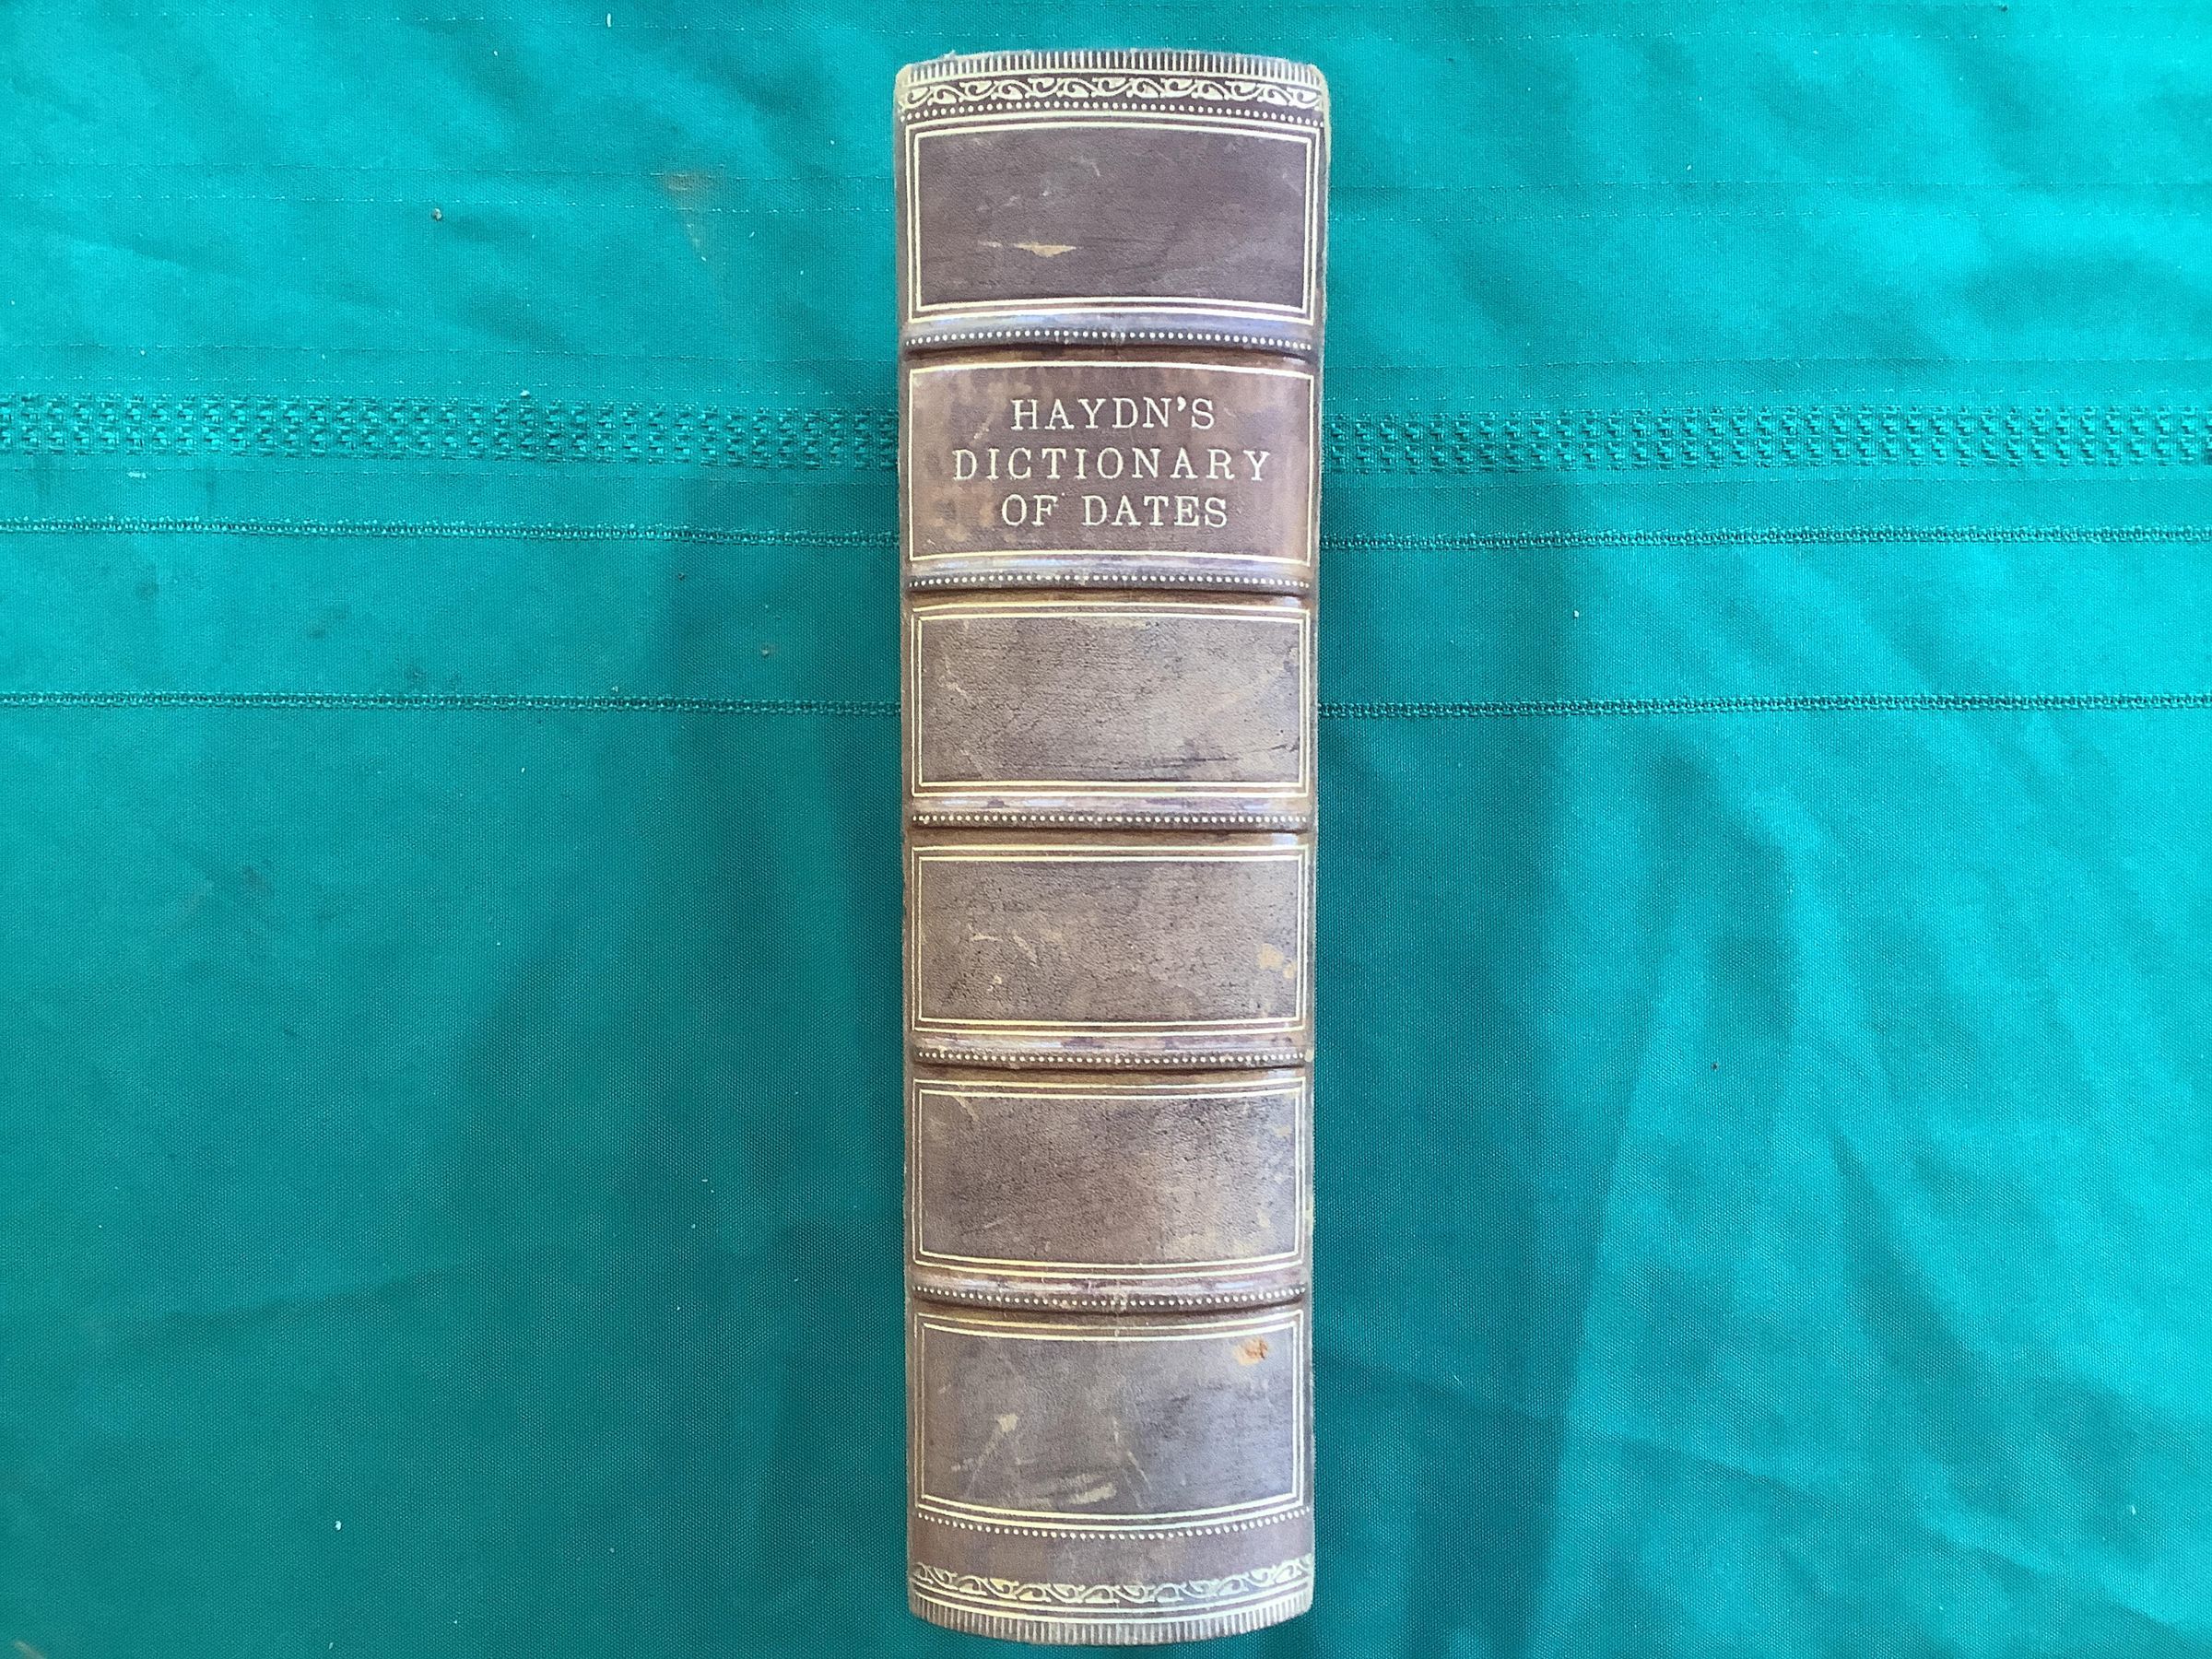 HAYDN'S
DICTIONARY
OF DATES